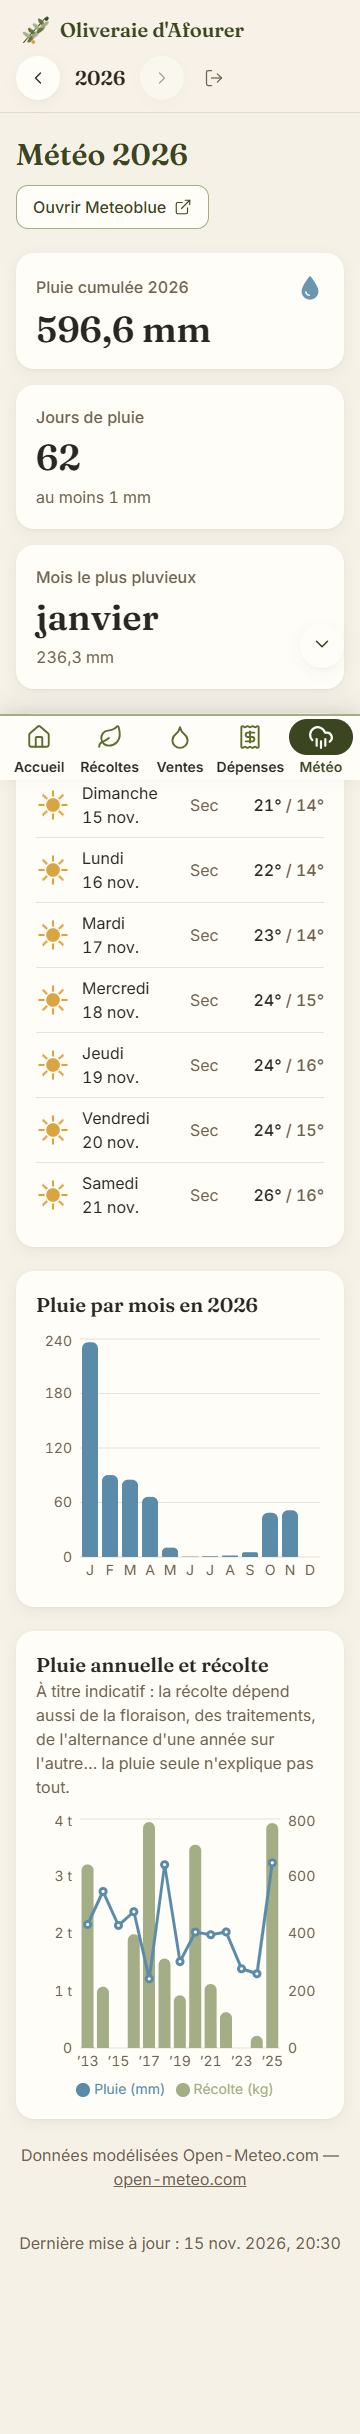 Oliveraie d'Afourer
2026
Météo 2026
Ouvrir Meteoblue
Pluie cumulée 2026
596,6 mm
Jours de pluie
62
au moins 1 mm
Mois le plus pluvieux
janvier
236,3 mm
Accueil Récoltes Ventes Dépenses Météo
Dimanche
15 nov. Sec 21° / 14°
Lundi
16 nov. Sec 22° / 14°
Mardi
17 nov. Sec 23° / 14°
Mercredi
18 nov. Sec 24° / 15°
Jeudi
19 nov. Sec 24° / 16°
Vendredi
20 nov. Sec 24° / 15°
Samedi
21 nov. Sec 26° / 16°
Pluie par mois en 2026
240
180
120
60
0
J F M A M J J A S O N D
Pluie annuelle et récolte
À titre indicatif : la récolte dépend
aussi de la floraison, des traitements,
de l'alternance d'une année sur
l'autre… la pluie seule n'explique pas
tout.
4 t 800
3 t 600
2 t 400
1 t 200
0 0
'13 '15 '17 '19 '21 '23 '25
Pluie (mm) Récolte (kg)
Données modélisées Open-Meteo.com —
open-meteo.com
Dernière mise à jour : 15 nov. 2026, 20:30